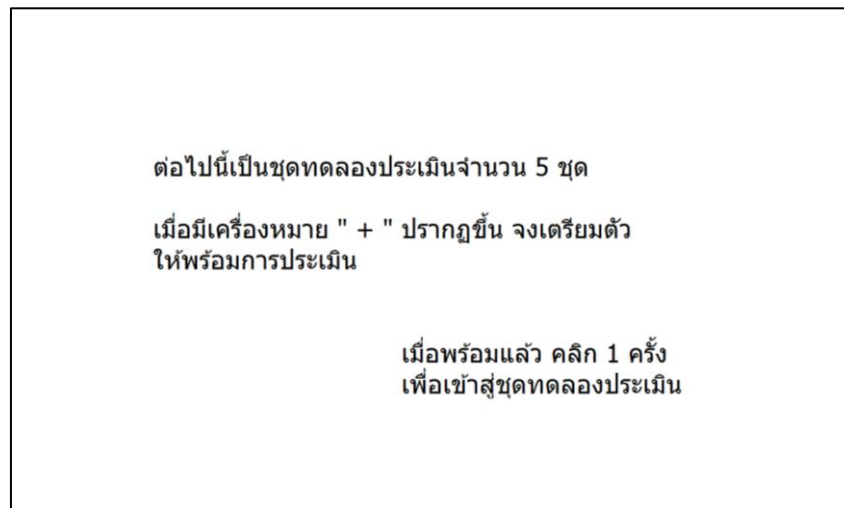 ต่อไปนี้เป็นชุดทดลองประเมินจำนวน 5 ชุด
เมื่อมีเครื่องหมาย " + " ปรากฏขึ้น จงเตรียมตัว
ให้พร้อมการประเมิน
เมื่อพร้อมแล้ว คลิก 1 ครั้ง
เพื่อเข้าสู่ชุดทดลองประเมิน